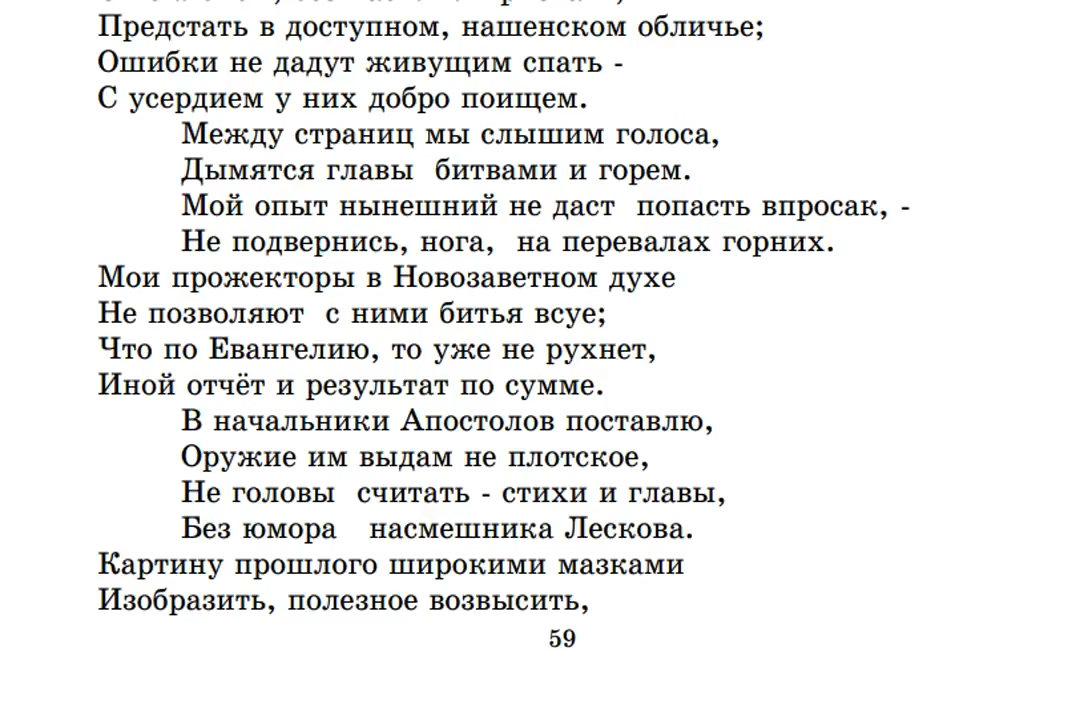 Предстать в доступном, нашенском обличье;
Ошибки не дадут живущим спать -
С усердием у них добро поищем.
Между страниц мы слышим голоса,
Дымятся главы битвами и горем.
Мой опыт нынешний не даст попасть впросак, -
Не подвернись, нога, на перевалах горних.
Мои прожекторы в Новозаветном духе
Не позволяют с ними битья всуе;
Что по Евангелию, то уже не рухнет,
Иной отчёт и результат по сумме.
В начальники Апостолов поставлю,
Оружие им выдам не плотское,
Не головы считать - стихи и главы,
Без юмора насмешника Лескова.
Картину прошлого широкими мазками
Изобразить, полезное возвысить,
59